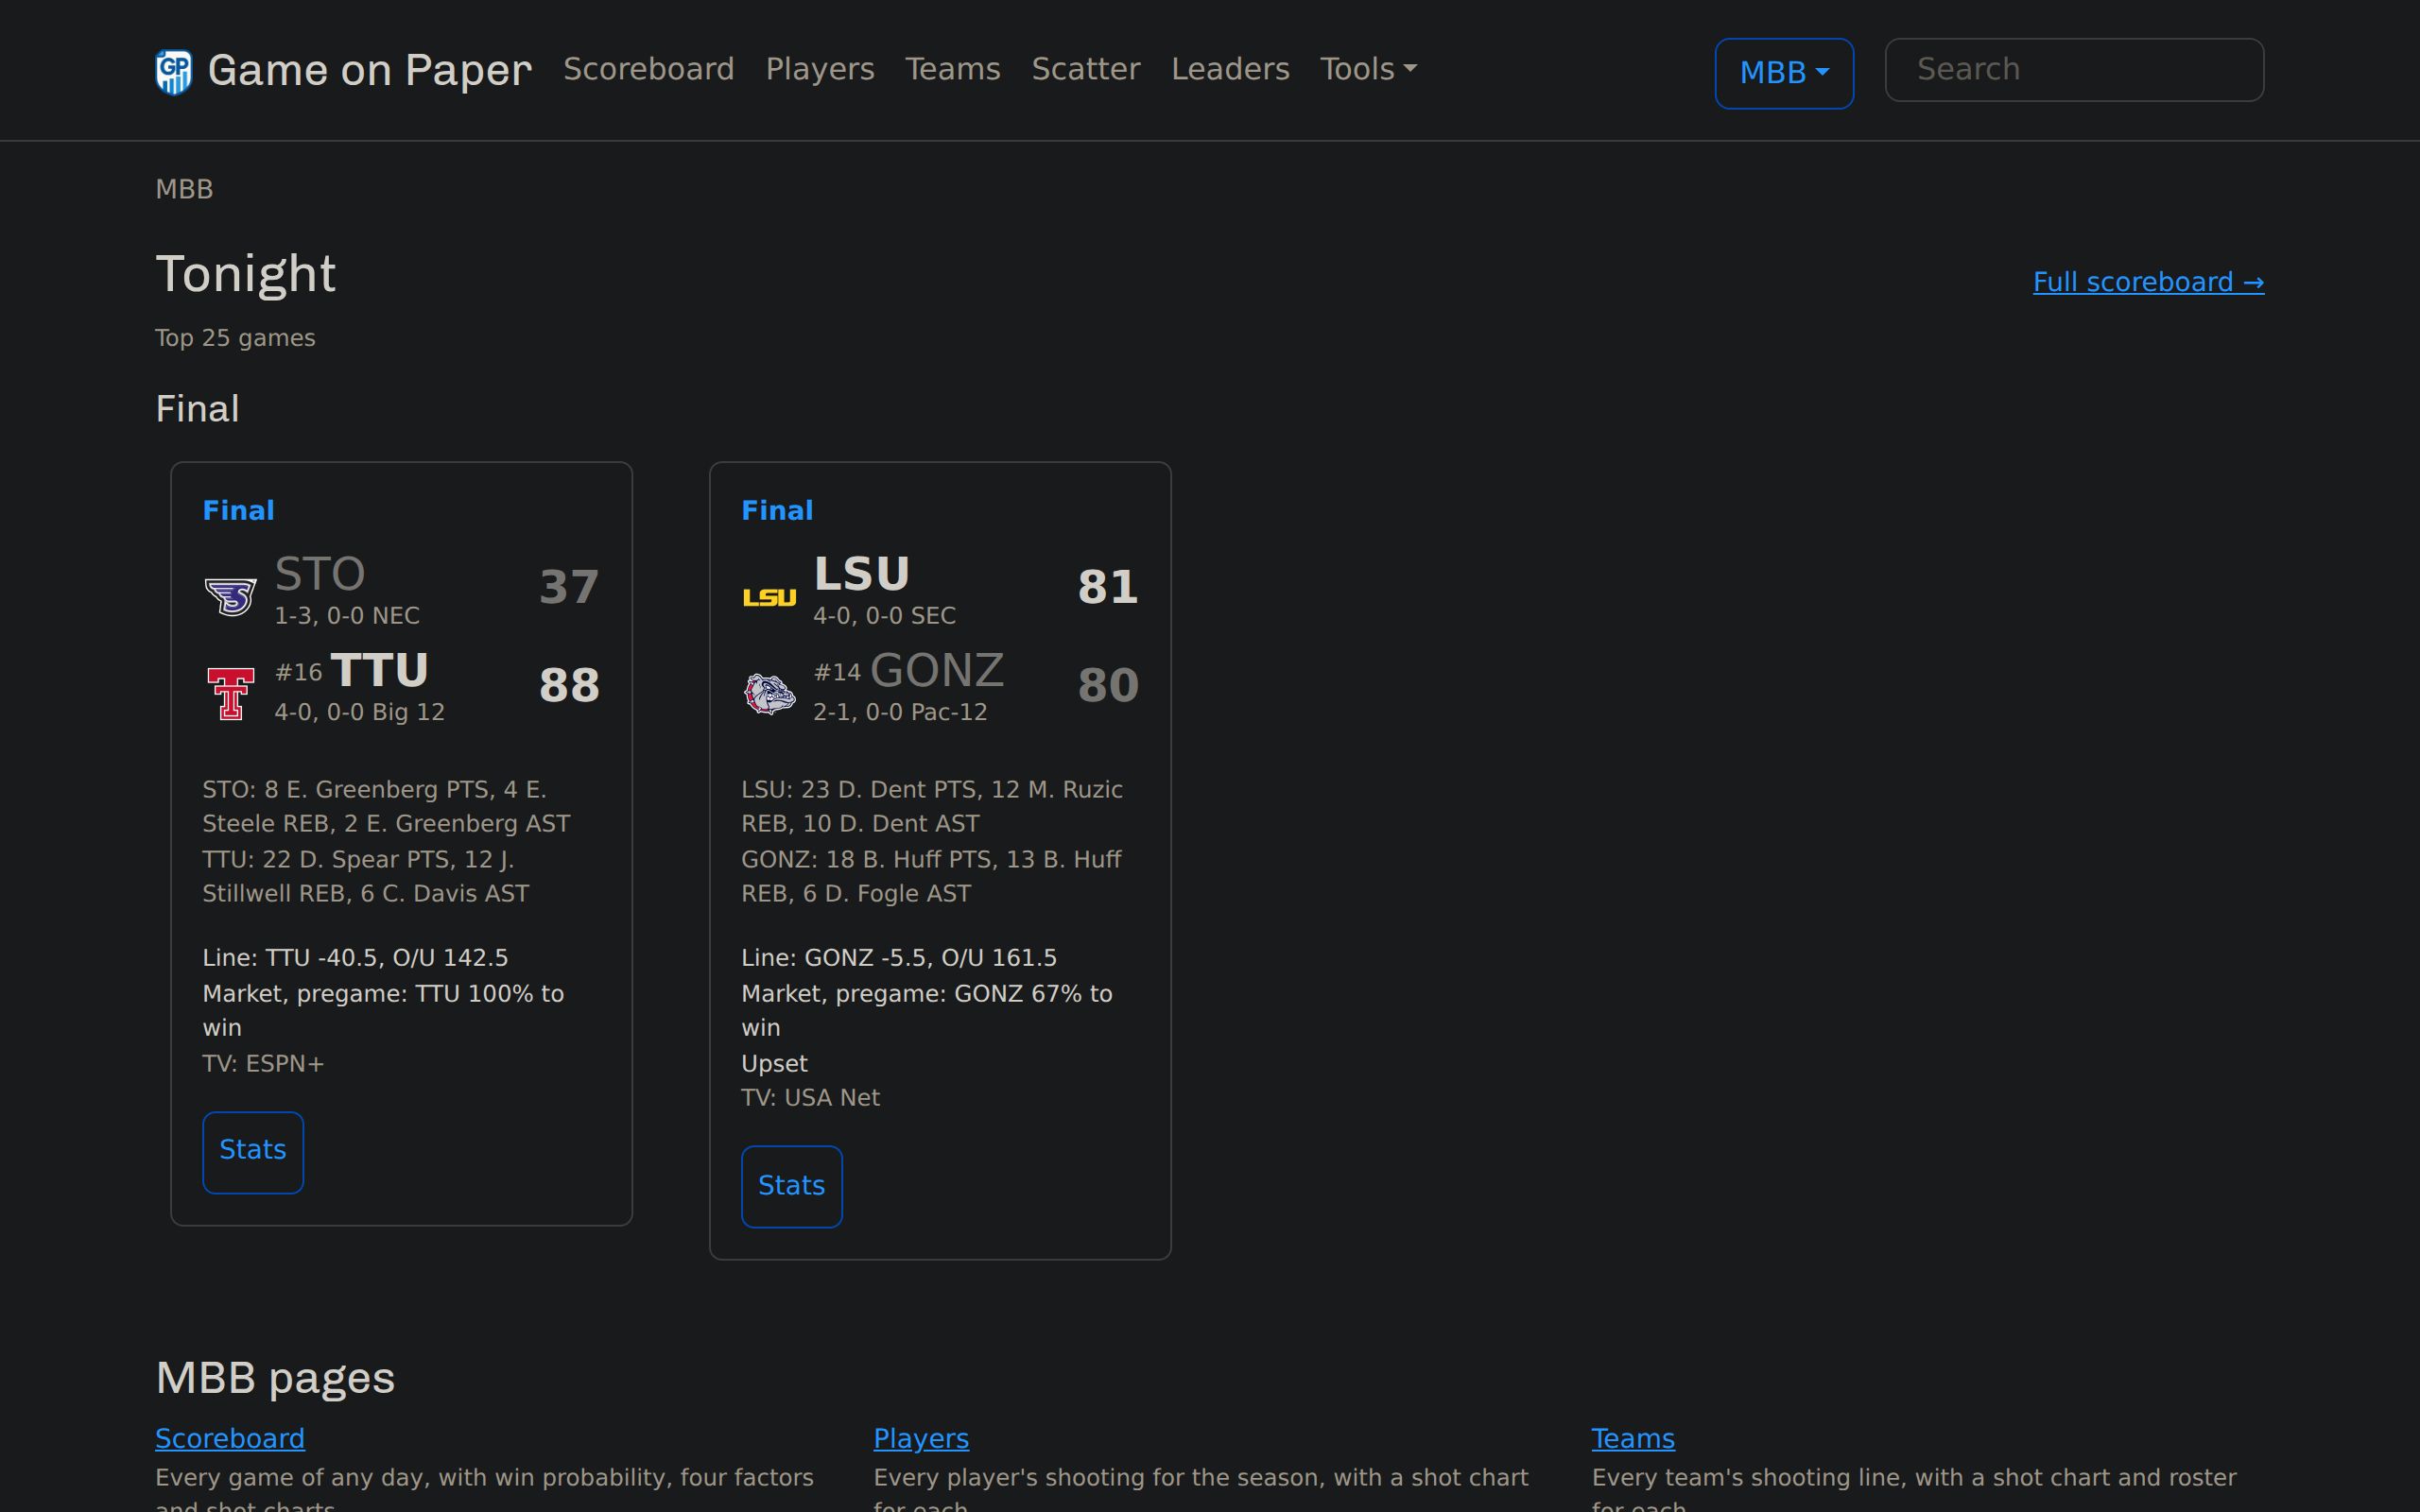 GP Game on Paper Scoreboard Players Teams Scatter Leaders Tools MBB Search
MBB
Tonight
Full scoreboard →
Top 25 games
Final
Final
STO 37
1-3, 0-0 NEC
#16 TTU 88
4-0, 0-0 Big 12
STO: 8 E. Greenberg PTS, 4 E.
Steele REB, 2 E. Greenberg AST
TTU: 22 D. Spear PTS, 12 J.
Stillwell REB, 6 C. Davis AST
Line: TTU -40.5, O/U 142.5
Market, pregame: TTU 100% to
win
TV: ESPN+
Stats
Final
LSU LSU 81
4-0, 0-0 SEC
#14 GONZ 80
2-1, 0-0 Pac-12
LSU: 23 D. Dent PTS, 12 M. Ruzic
REB, 10 D. Dent AST
GONZ: 18 B. Huff PTS, 13 B. Huff
REB, 6 D. Fogle AST
Line: GONZ -5.5, O/U 161.5
Market, pregame: GONZ 67% to
win
Upset
TV: USA Net
Stats
MBB pages
Scoreboard
Every game of any day, with win probability, four factors
and shot charts
Players
Every player's shooting for the season, with a shot chart
for each
Teams
Every team's shooting line, with a shot chart and roster
for each